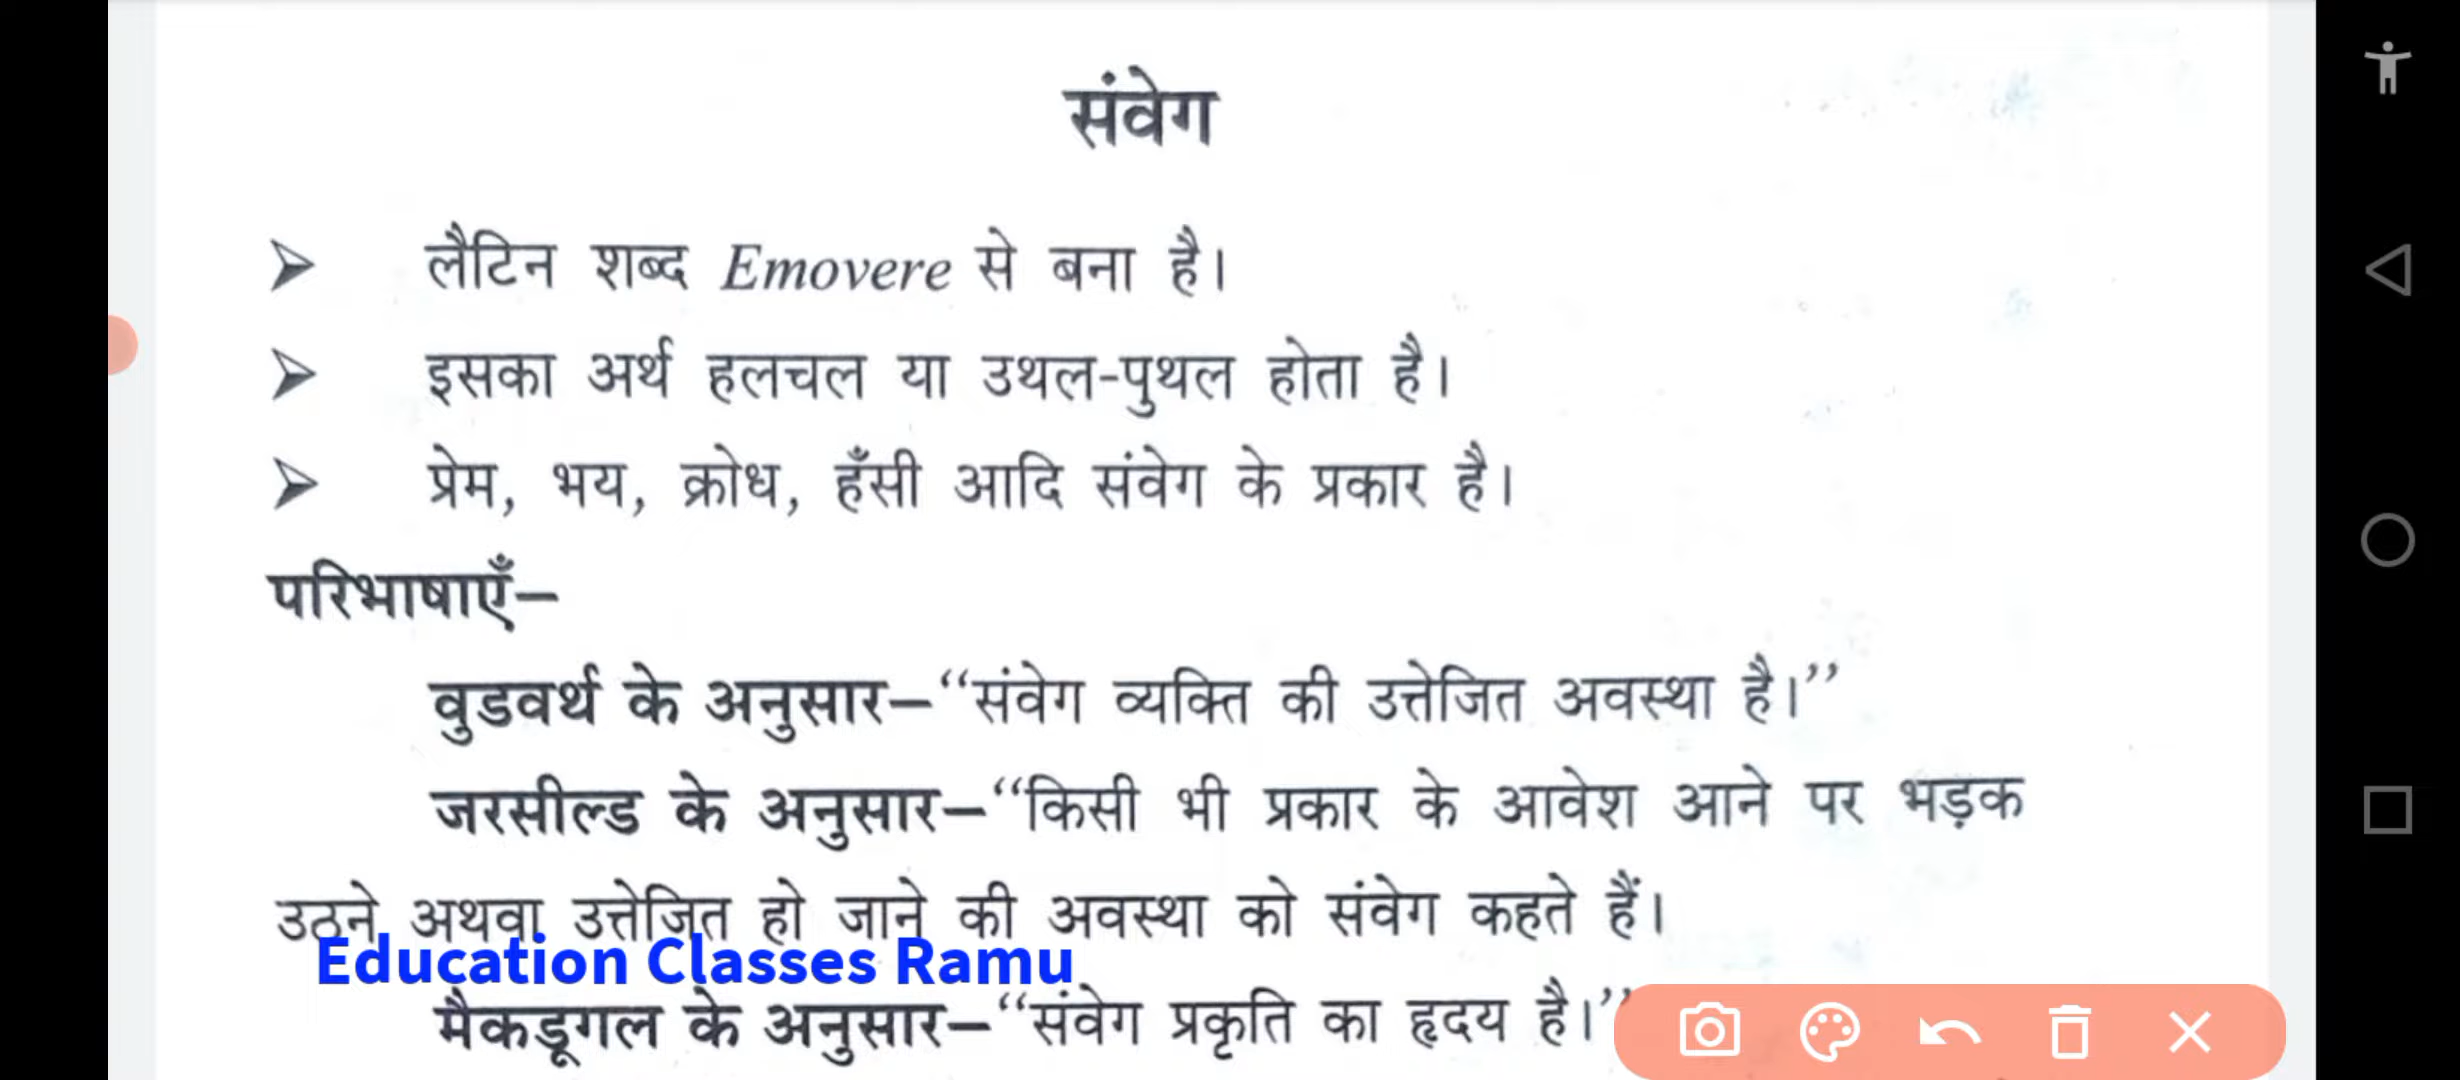 संवेग
➢ लैटिन शब्द Emovere से बना है।
➢ इसका अर्थ हलचल या उथल-पुथल होता है।
➢ प्रेम, भय, क्रोध, हँसी आदि संवेग के प्रकार है।
परिभाषाएँ–
वुडवर्थ के अनुसार–‘‘संवेग व्यक्ति की उत्तेजित अवस्था है।’’
जरसील्ड के अनुसार–‘‘किसी भी प्रकार के आवेश आने पर भड़क
उठने अथवा उत्तेजित हो जाने की अवस्था को संवेग कहते हैं।
Education Classes Ramu
मैकडूगल के अनुसार–‘‘संवेग प्रकृति का हृदय है।’’